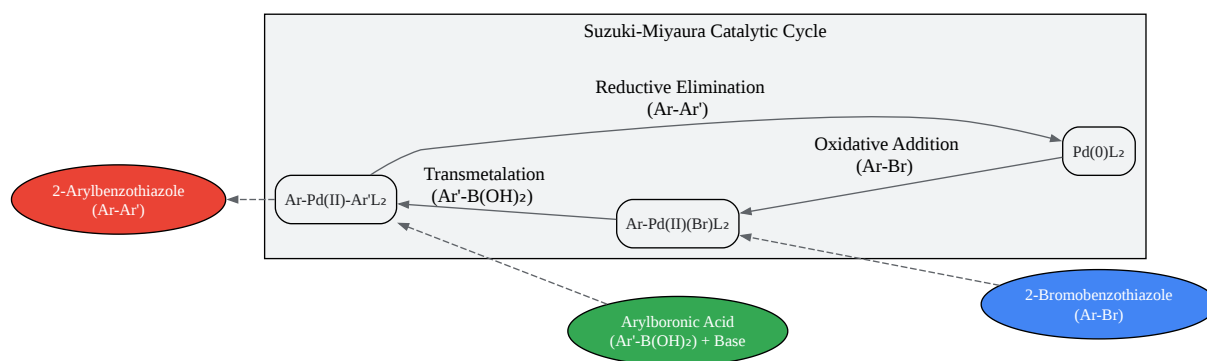 Suzuki-Miyaura Catalytic Cycle
Reductive Elimination
(Ar-Ar')
Oxidative Addition
(Ar-Br)
Pd(0)L₂
Transmetalation
(Ar'-B(OH)₂)
2-Arylbenzothiazole
(Ar-Ar')
Ar-Pd(II)-Ar'L₂
Ar-Pd(II)(Br)L₂
2-Bromobenzothiazole
(Ar-Br)
Arylboronic Acid
(Ar'-B(OH)₂) + Base